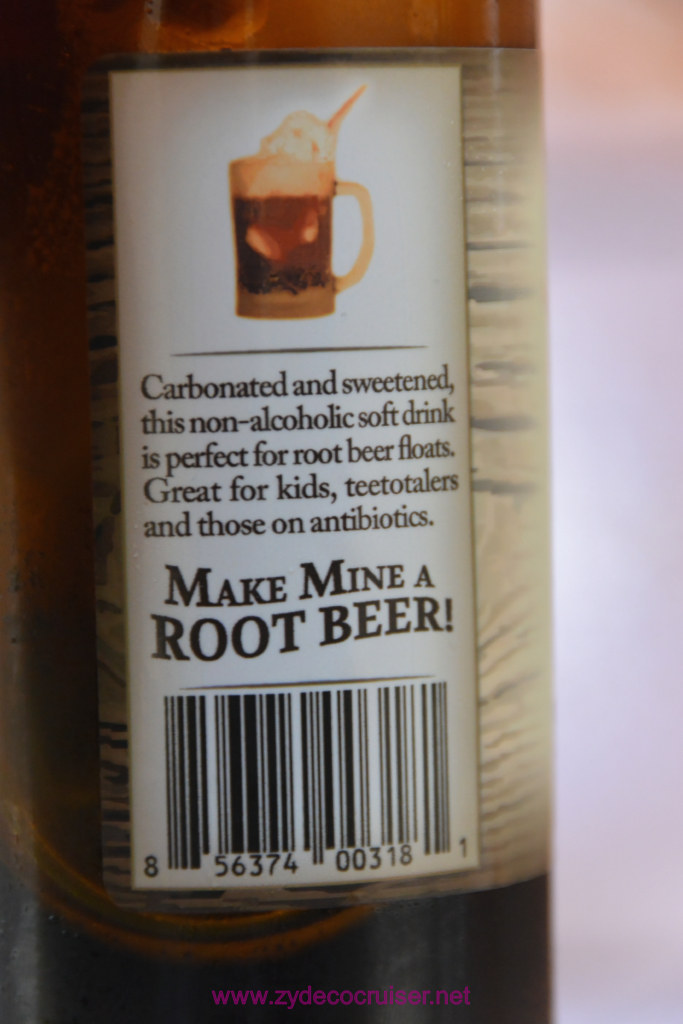 Carbonated and sweetened,
this non-alcoholic soft drink
is perfect for root beer floats.
Great for kids, teetotalers
and those on antibiotics.
MAKE MINE A
ROOT BEER!
8 56374 00318 1
www.zydecocruiser.net